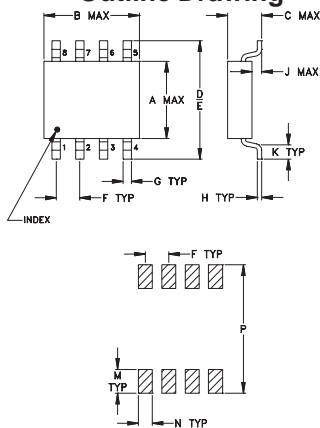 Outline Drawing
B MAX
C MAX
8 7 6 5
J MAX
A MAX
D
E
K TYP
1 2 3 4
G TYP
H TYP
F TYP
INDEX
F TYP
P
M
TYP
N TYP